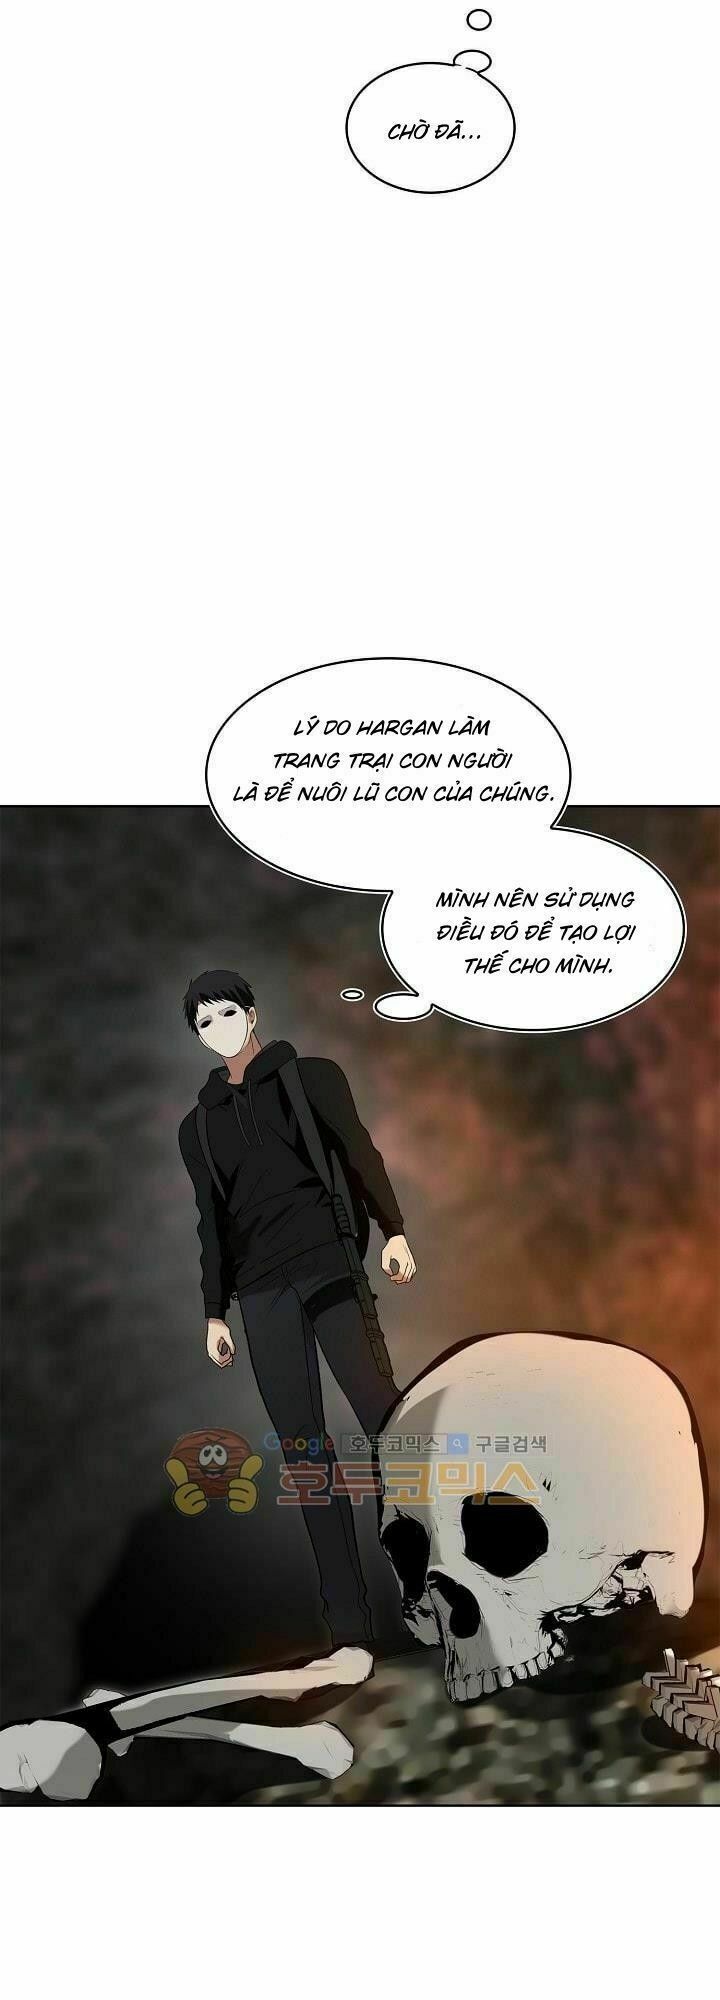 CHỜ ĐÃ...
LÝ DO HARGAN LÀM
TRANG TRẠI CON NGƯỜI
LÀ ĐỂ NUÔI LŨ CON CỦA CHÚNG.
MÌNH NÊN SỬ DỤNG
ĐIỀU ĐÓ ĐỂ TẠO LỢI
THẾ CHO MÌNH.
Google 호두코믹스 구글검색
호두코믹스